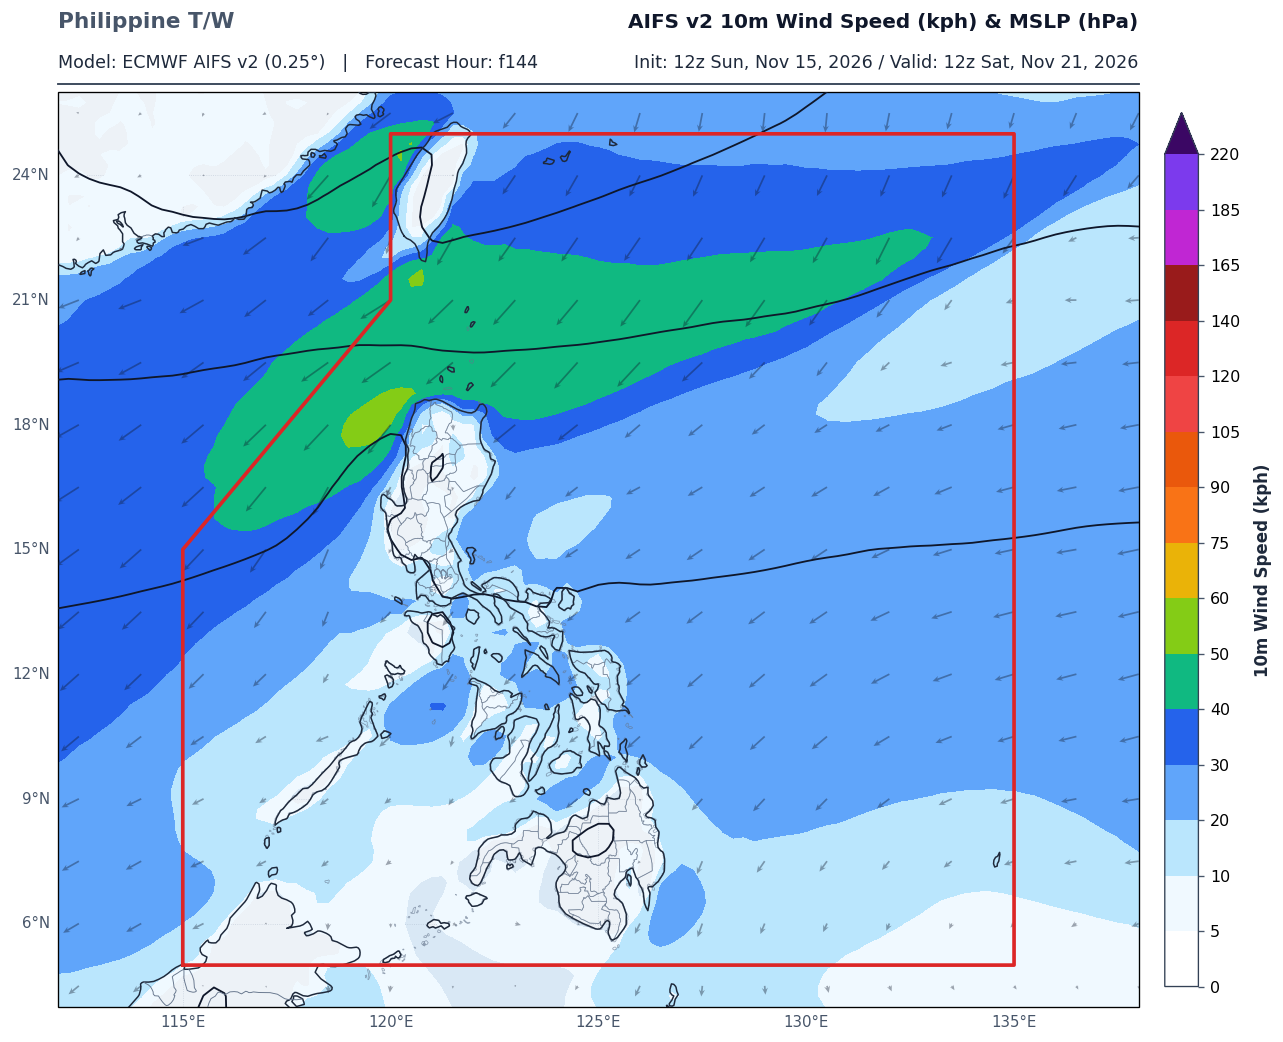 Philippine T/W
AIFS v2 10m Wind Speed (kph) & MSLP (hPa)
Model: ECMWF AIFS v2 (0.25°)   |   Forecast Hour: f144
Init: 12z Sun, Nov 15, 2026 / Valid: 12z Sat, Nov 21, 2026
24°N
21°N
18°N
15°N
12°N
9°N
6°N
115°E
120°E
125°E
130°E
135°E
220
185
165
140
120
105
90
75
60
50
40
30
20
10
5
0
10m Wind Speed (kph)